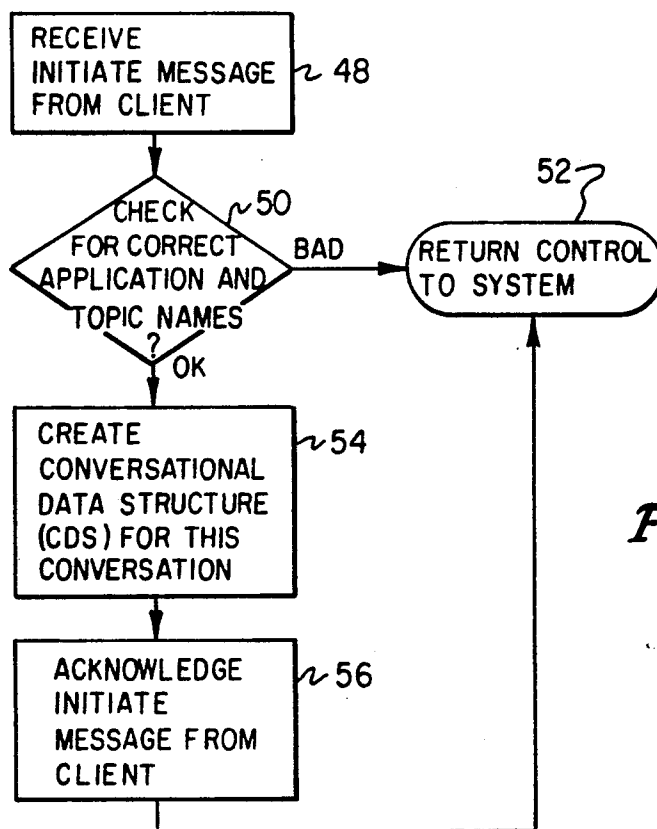 RECEIVE
INITIATE MESSAGE
FROM CLIENT
48
CHECK
FOR CORRECT
APPLICATION AND
TOPIC NAMES
?
50
BAD
OK
52
RETURN CONTROL
TO SYSTEM
CREATE
CONVERSATIONAL
DATA STRUCTURE
(CDS) FOR THIS
CONVERSATION
54
F
ACKNOWLEDGE
INITIATE
MESSAGE FROM
CLIENT
56